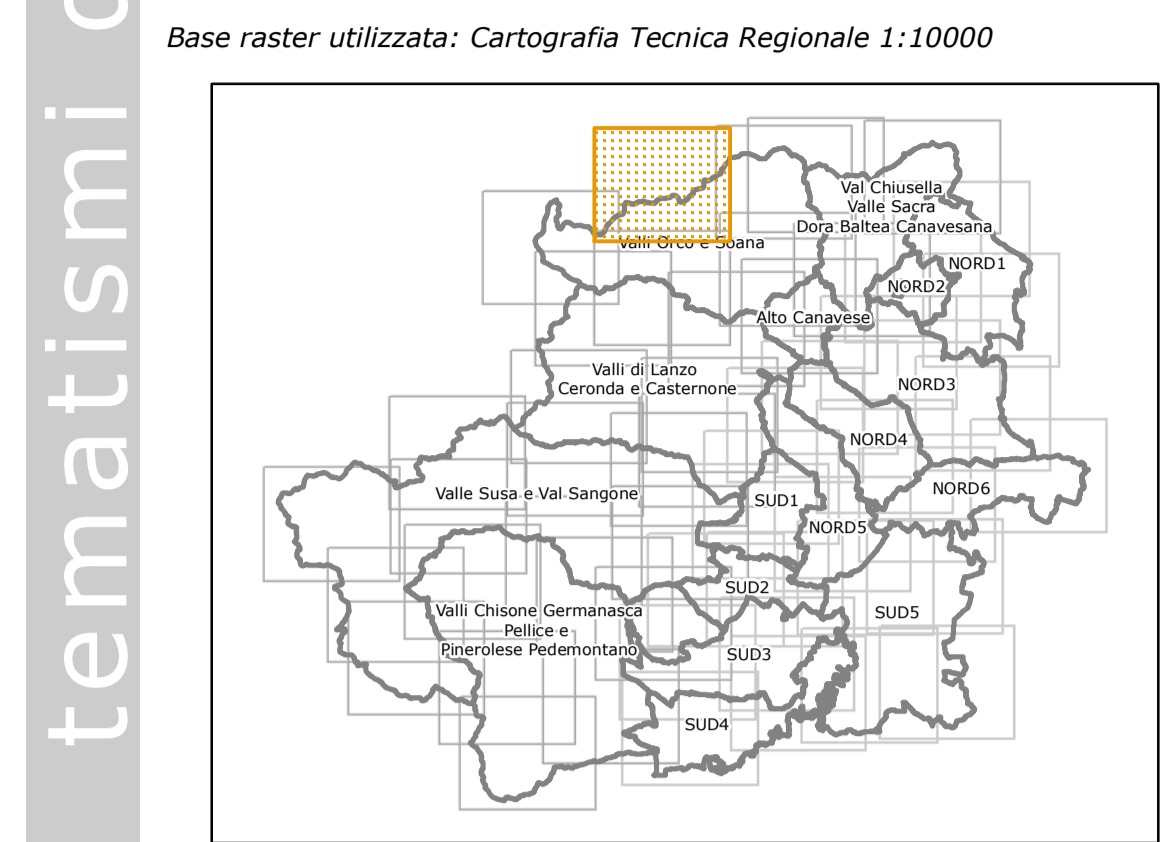 tematismi
Base raster utilizzata: Cartografia Tecnica Regionale 1:10000
Val Chiusella
Valle Sacra
Dora Baltea Canavesana
Valli Orco e Soana
NORD1
NORD2
Alto Canavese
Valli di Lanzo
Ceronda e Casternone
NORD3
NORD4
Valle Susa e Val Sangone
NORD6
SUD1
NORD5
SUD2
Valli Chisone Germanasca
Pellice e
Pinerolese Pedemontano
SUD5
SUD3
SUD4